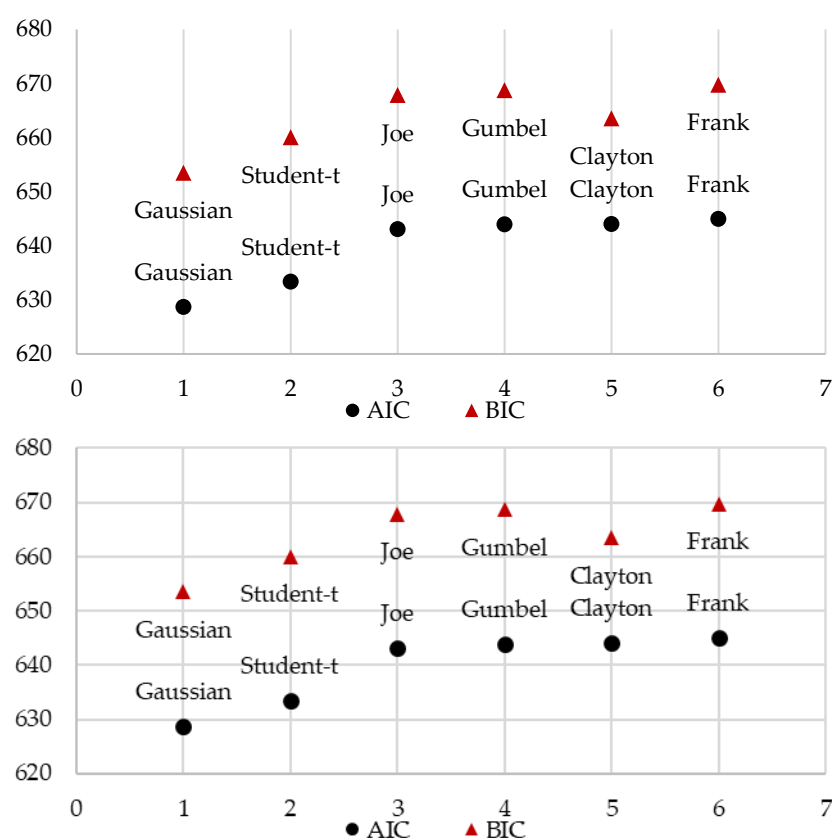 680
670
Joe Gumbel Frank
660
Student-t Clayton
650
Gaussian Joe Gumbel Clayton Frank
640
Gaussian Student-t
630
620
0 1 2 3 4 5 6 7
AIC BIC
680
670
Joe Gumbel Frank
660
Student-t Clayton
650
Gaussian Joe Gumbel Clayton Frank
640
Gaussian Student-t
630
620
0 1 2 3 4 5 6 7
AIC BIC